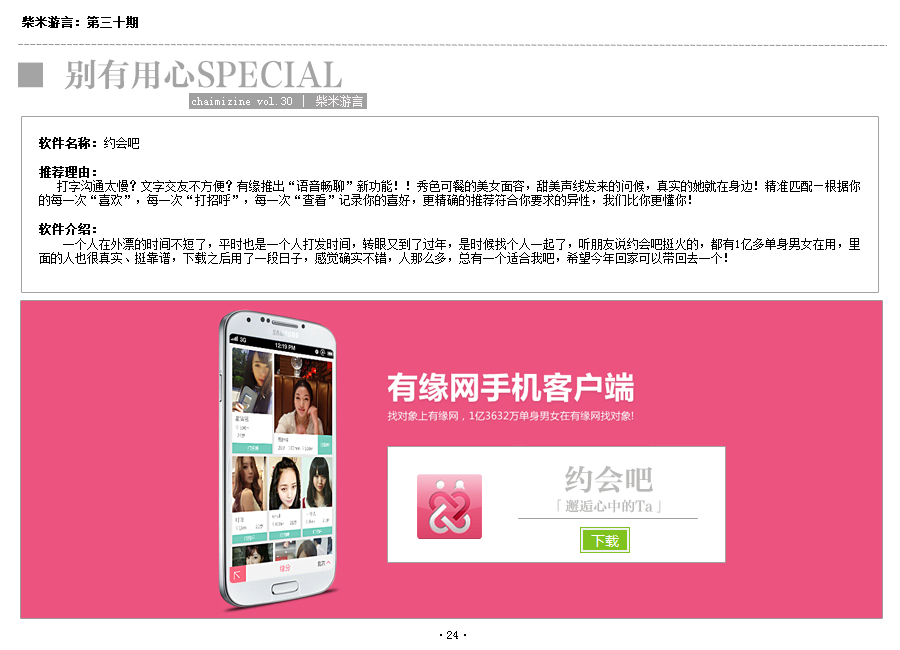 柴米游言：第三十期
别有用心SPECIAL
chaimizine vol.30 | 柴米游言
软件名称：约会吧
推荐理由：
打字沟通太慢？文字交友不方便？有缘推出“语音畅聊”新功能！！秀色可餐的美女面容，甜美声线发来的问候，真实的她就在身边！精准匹配—根据你
的每一次“喜欢”，每一次“打招呼”，每一次“查看”记录你的喜好，更精确的推荐符合你要求的异性，我们比你更懂你！
软件介绍：
一个人在外漂的时间不短了，平时也是一个人打发时间，转眼又到了过年，是时候找个人一起了，听朋友说约会吧挺火的，都有1亿多单身男女在用，里
面的人也很真实、挺靠谱，下载之后用了一段日子，感觉确实不错，人那么多，总有一个适合我吧，希望今年回家可以带回去一个！
3G
12:19 PM
缘分
有缘网手机客户端
找对象上有缘网，1亿3632万单身男女在有缘网找对象！
约会吧
「邂逅心中的Ta」
下载
·24·